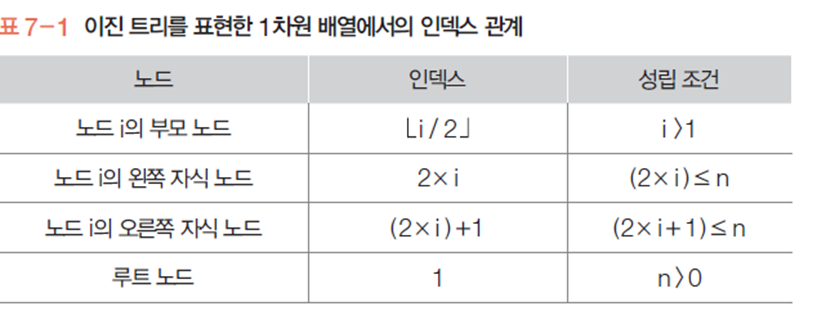 표 7-1 이진 트리를 표현한 1차원 배열에서의 인덱스 관계
노드 인덱스 성립 조건
노드 i의 부모 노드 ⌊i / 2⌋ i〉1
노드 i의 왼쪽 자식 노드 2×i (2×i)≤n
노드 i의 오른쪽 자식 노드 (2×i)+1 (2×i+1)≤n
루트 노드 1 n〉0